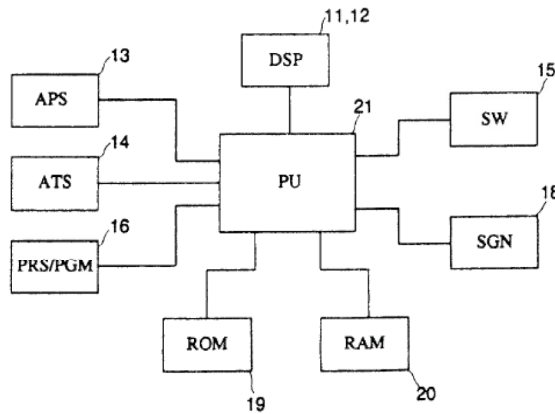 11,12
13
DSP
15
APS
21
SW
14
ATS
PU
18
16
SGN
PRS/PGM
ROM
RAM
19
20